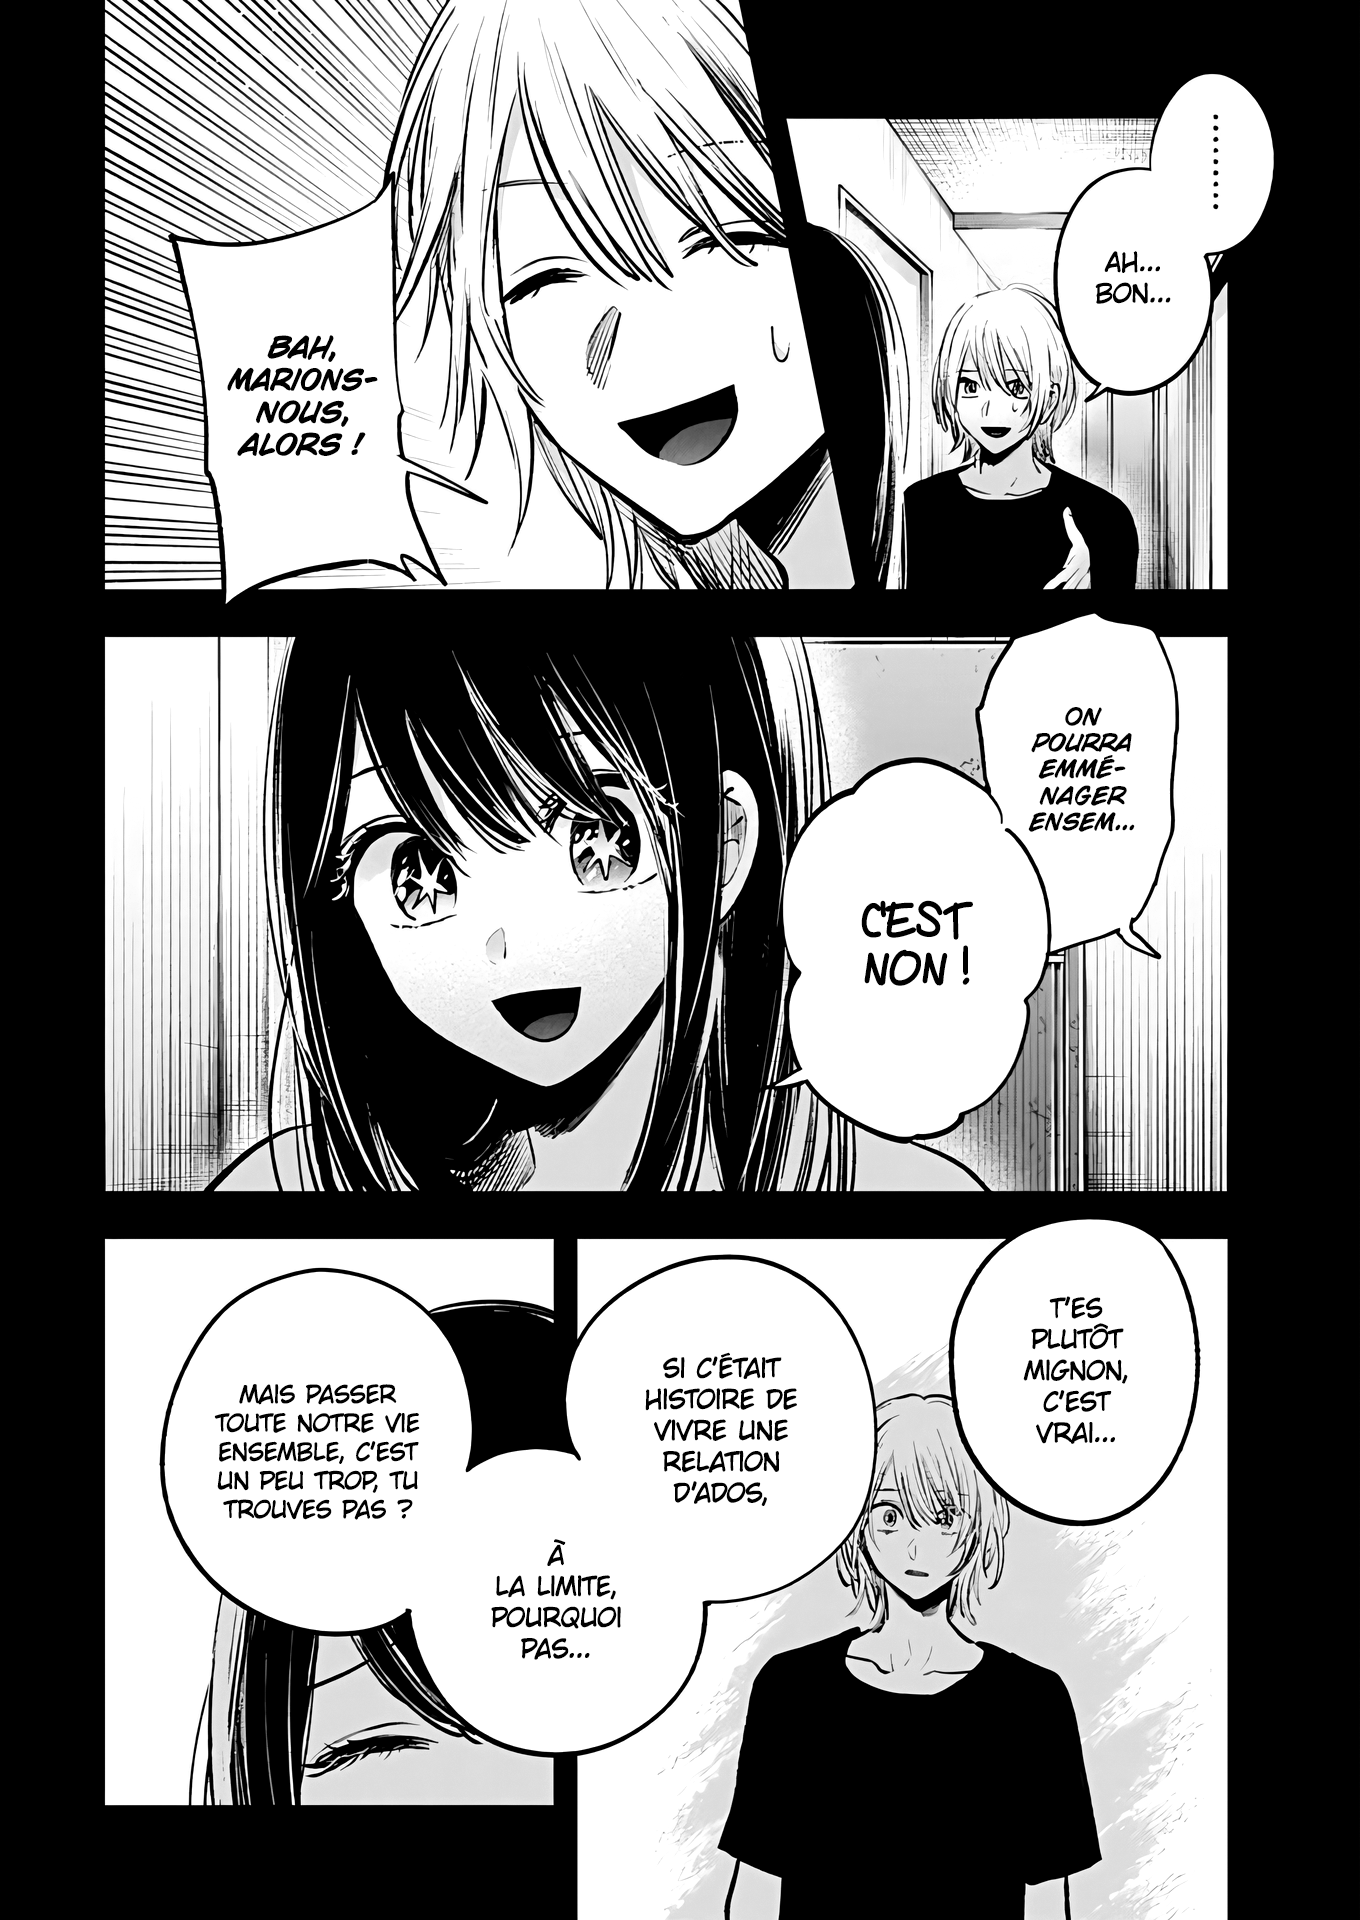 ........
AH...
BON...
BAH,
MARIONS-
NOUS,
ALORS !
ON
POURRA
EMMÉ-
NAGER
ENSEM...
C'EST
NON !
T'ES
PLUTÔT
MIGNON,
C'EST
VRAI...
SI C'ÉTAIT
HISTOIRE DE
VIVRE UNE
RELATION
D'ADOS,
À
LA LIMITE,
POURQUOI
PAS...
MAIS PASSER
TOUTE NOTRE VIE
ENSEMBLE, C'EST
UN PEU TROP, TU
TROUVES PAS ?